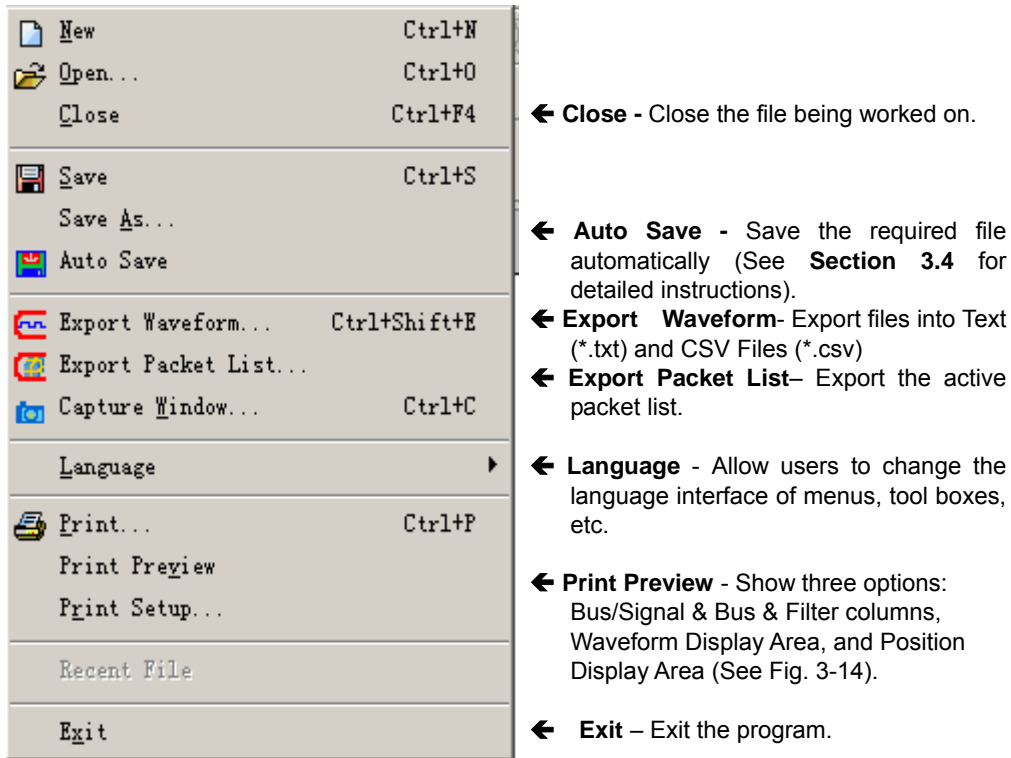 New Ctrl+N
Open... Ctrl+O
Close Ctrl+F4
🡰 Close - Close the file being worked on.
Save Ctrl+S
Save As...
Auto Save
🡰 Auto Save - Save the required file
automatically (See Section 3.4 for
detailed instructions).
Export Waveform... Ctrl+Shift+E
🡰 Export Waveform- Export files into Text
(*.txt) and CSV Files (*.csv)
Export Packet List...
🡰 Export Packet List– Export the active
packet list.
Capture Window... Ctrl+C
Language
🡰 Language - Allow users to change the
language interface of menus, tool boxes,
etc.
Print... Ctrl+P
Print Preview
🡰 Print Preview - Show three options:
Bus/Signal & Bus & Filter columns,
Waveform Display Area, and Position
Display Area (See Fig. 3-14).
Print Setup...
Recent File
Exit
🡰 Exit – Exit the program.